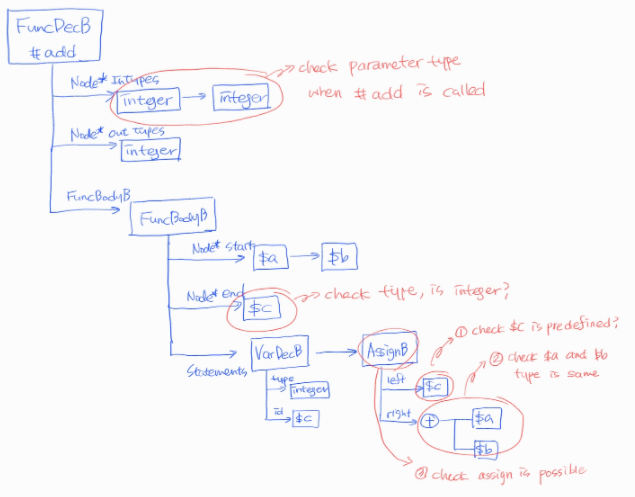 FuncDecB
#add
Node* Intypes
integer → integer
check parameter type
when #add is called
Node* out types
integer
FuncBodyB
FuncBodyB
Node* start
$a → $b
Node* end
$c
check type, is integer?
Statements
VarDecB
AssignB
① check $c is predefined?
② check $a and $b
type is same
type
integer
id
$c
left
$c
right
+
$a
$b
③ check assign is possible